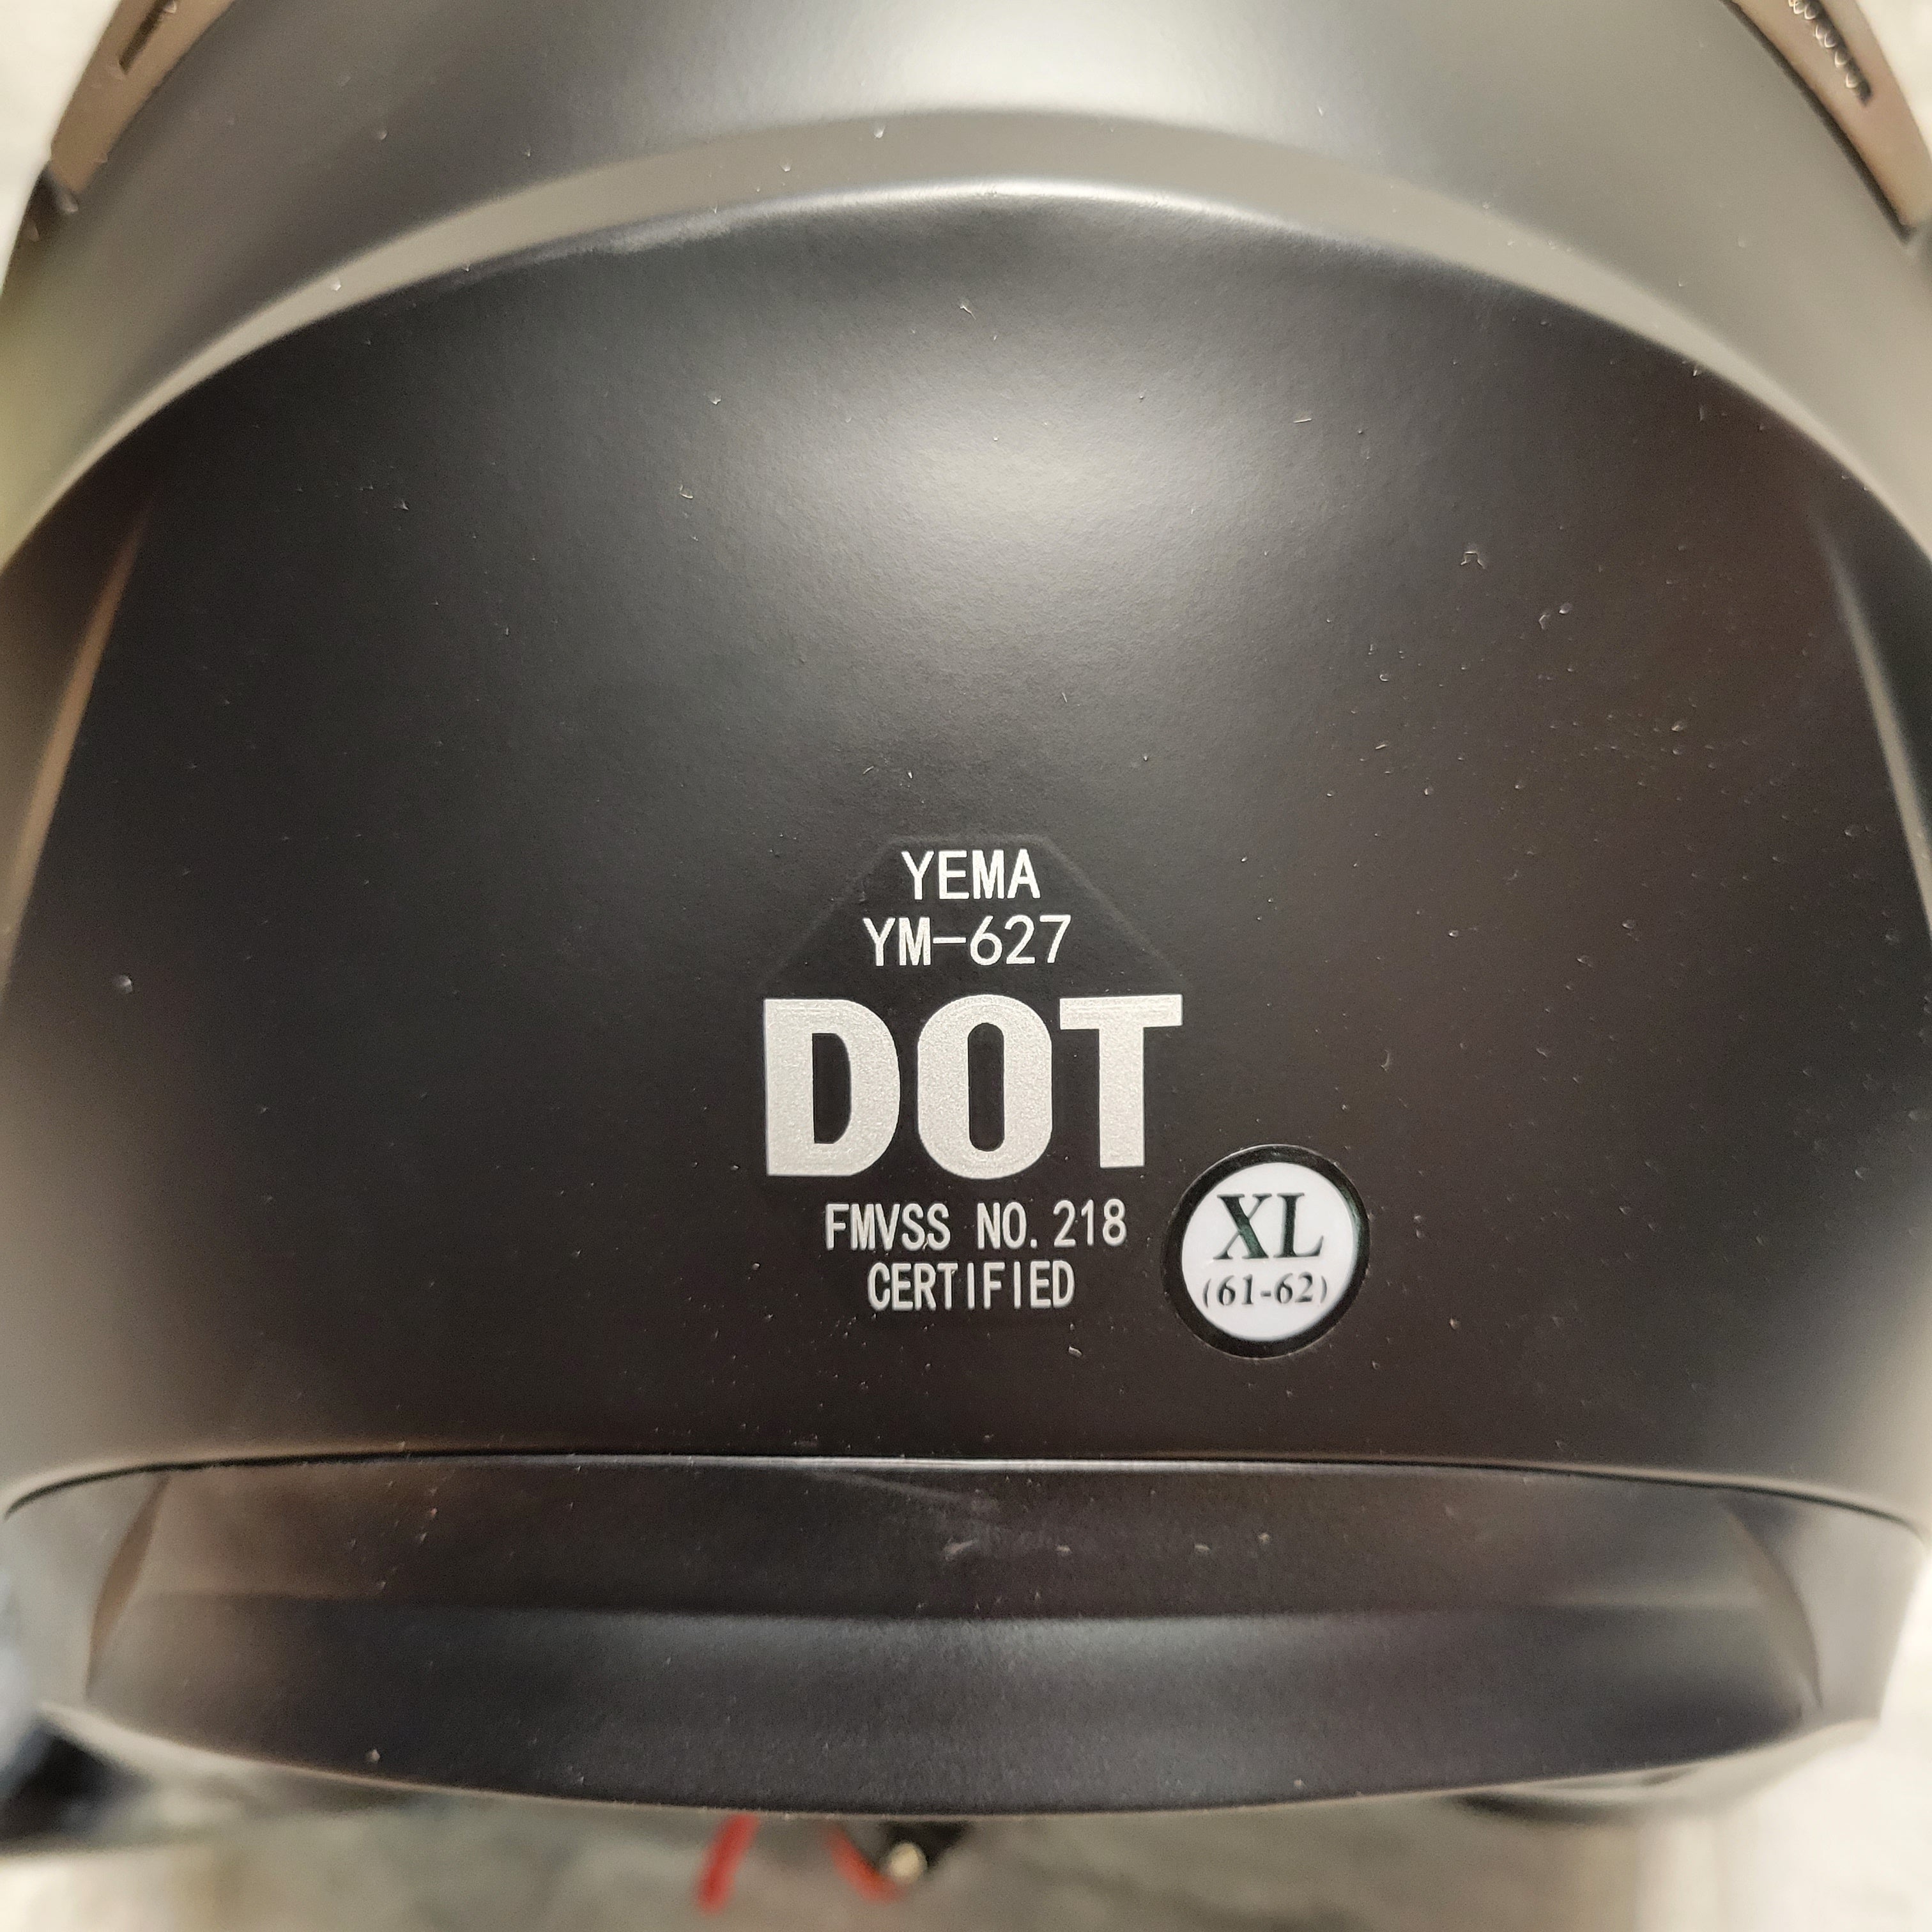 YEMA
YM-627
DOT
FMVSS NO.218
CERTIFIED
XL
(61-62)